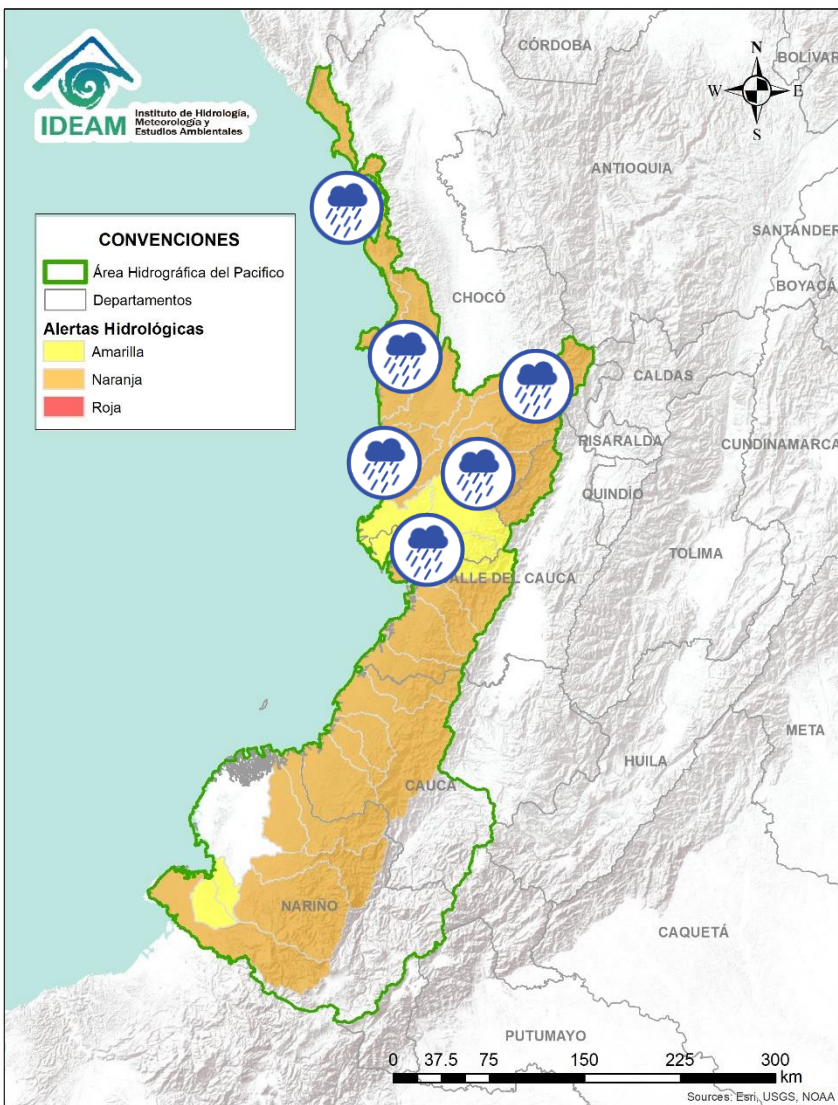 IDEAM
Instituto de Hidrología,
Meteorología y
Estudios Ambientales
CONVENCIONES
Área Hidrográfica del Pacifico
Departamentos
Alertas Hidrológicas
Amarilla
Naranja
Roja
N
W
E
S
CÓRDOBA
BOLÍVAR
ANTIOQUIA
SANTANDER
BOYACÁ
CHOCÓ
CALDAS
RISARALDA
CUNDINAMARCA
QUINDÍO
TOLIMA
ALLE DEL CAUCA
META
HUILA
CAUCA
NARIÑO
CAQUETÁ
PUTUMAYO
0 37.5 75 150 225 300
km
Sources: Esri, USGS, NOAA